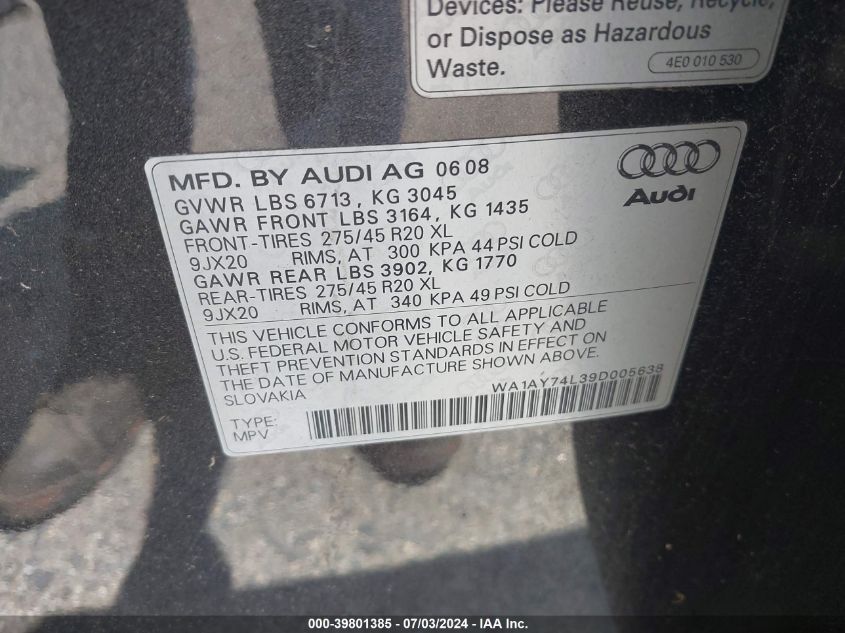 Devices: Please Reuse, Recycle,
or Dispose as Hazardous
Waste.
4E0 010 530
MFD. BY AUDI AG 06 08
GVWR LBS 6713, KG 3045
GAWR FRONT LBS 3164, KG 1435
FRONT-TIRES 275/45 R20 XL
9JX20 RIMS, AT 300 KPA 44 PSI COLD
GAWR REAR LBS 3902, KG 1770
REAR-TIRES 275/45 R20 XL
9JX20 RIMS, AT 340 KPA 49 PSI COLD
Audi
THIS VEHICLE CONFORMS TO ALL APPLICABLE
U.S. FEDERAL MOTOR VEHICLE SAFETY AND
THEFT PREVENTION STANDARDS IN EFFECT ON
THE DATE OF MANUFACTURE SHOWN ABOVE.
SLOVAKIA
WA1AY74L39D005638
TYPE:
MPV
000-39801385 - 07/03/2024 - IAA Inc.